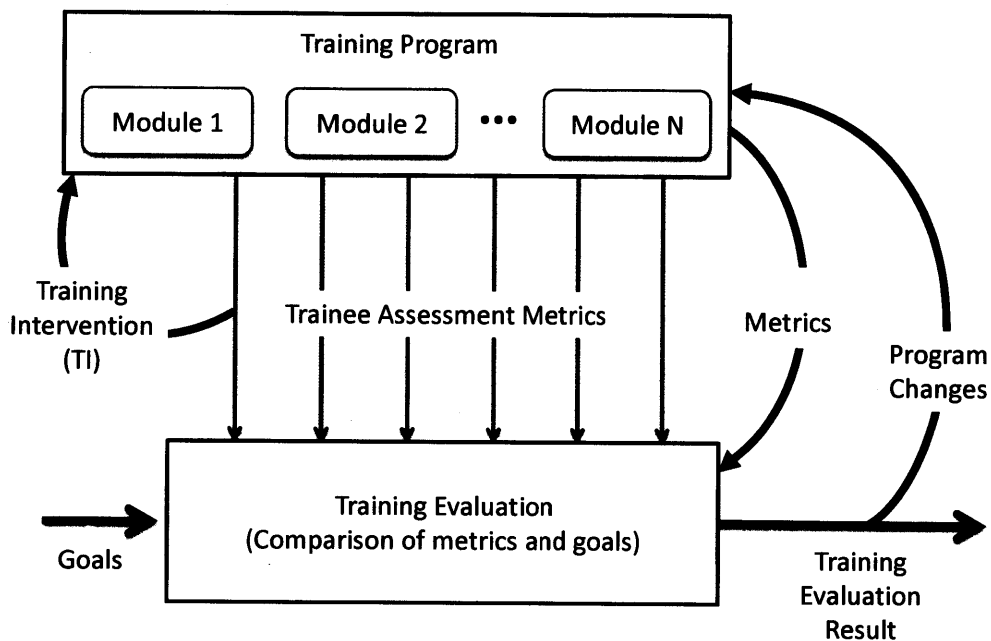 Training Program
Module 1
Module 2
•••
Module N
Training
Intervention
(TI)
Trainee Assessment Metrics
Metrics
Program
Changes
Training Evaluation
(Comparison of metrics and goals)
Goals
Training
Evaluation
Result